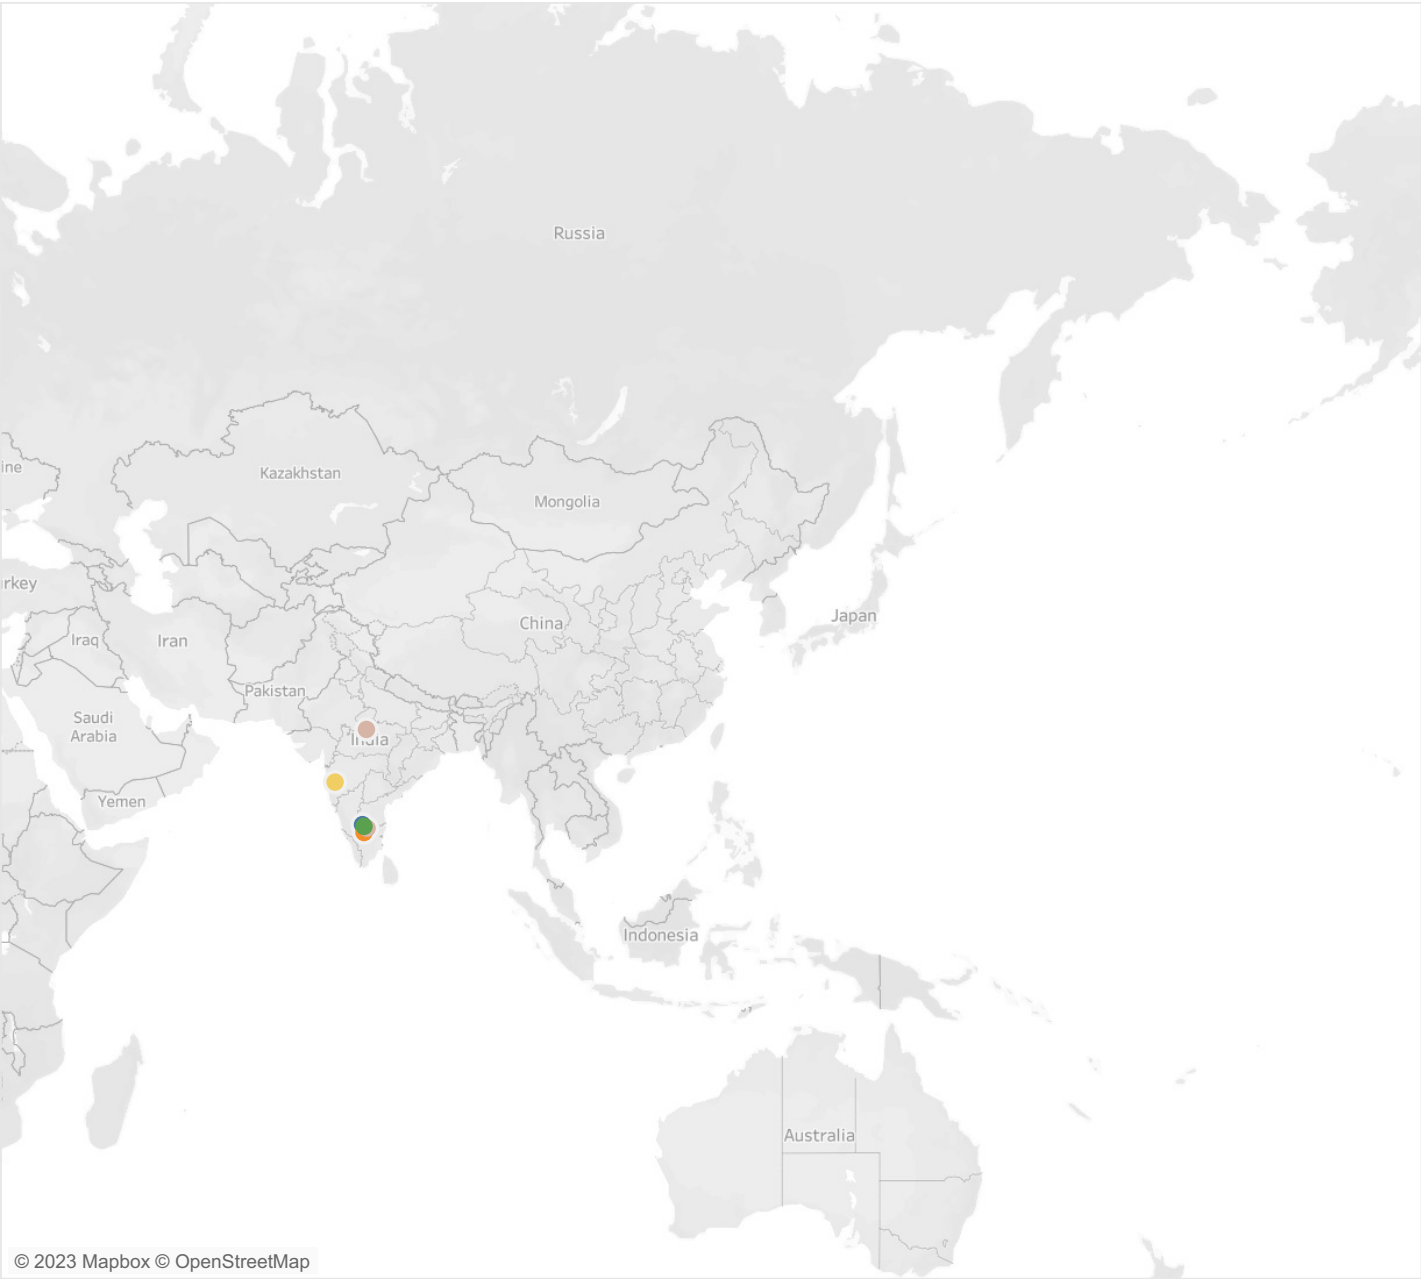 Russia
Kazakhstan
Mongolia
ine
rkey
China
Japan
Iraq
Iran
Pakistan
Saudi
Arabia
India
Yemen
Indonesia
Australia
© 2023 Mapbox © OpenStreetMap